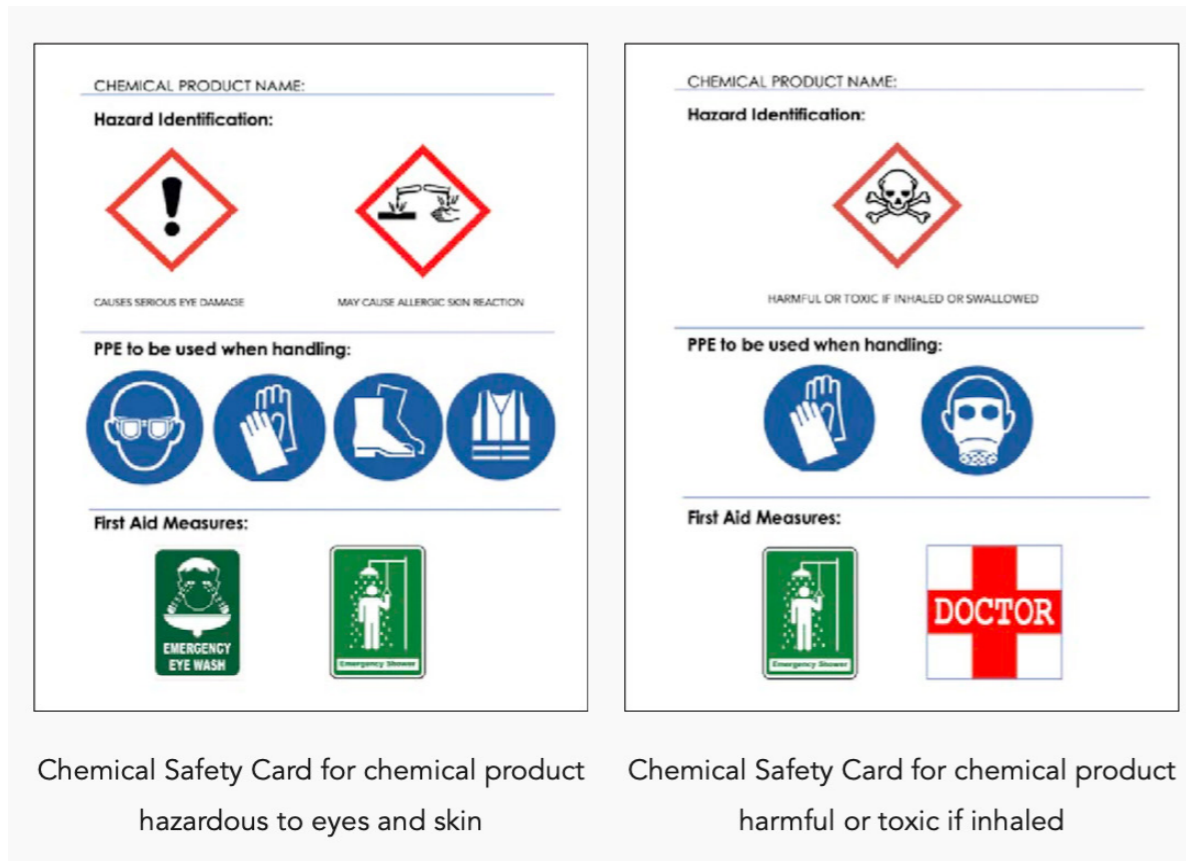 CHEMICAL PRODUCT NAME:
Hazard Identification:
CAUSES SERIOUS EYE DAMAGE
MAY CAUSE ALLERGIC SKIN REACTION
PPE to be used when handling:
First Aid Measures:
EMERGENCY
EYE WASH
Emergency Shower
Chemical Safety Card for chemical product
hazardous to eyes and skin
CHEMICAL PRODUCT NAME:
Hazard Identification:
HARMFUL OR TOXIC IF INHALED OR SWALLOWED
PPE to be used when handling:
First Aid Measures:
Emergency Shower
DOCTOR
Chemical Safety Card for chemical product
harmful or toxic if inhaled